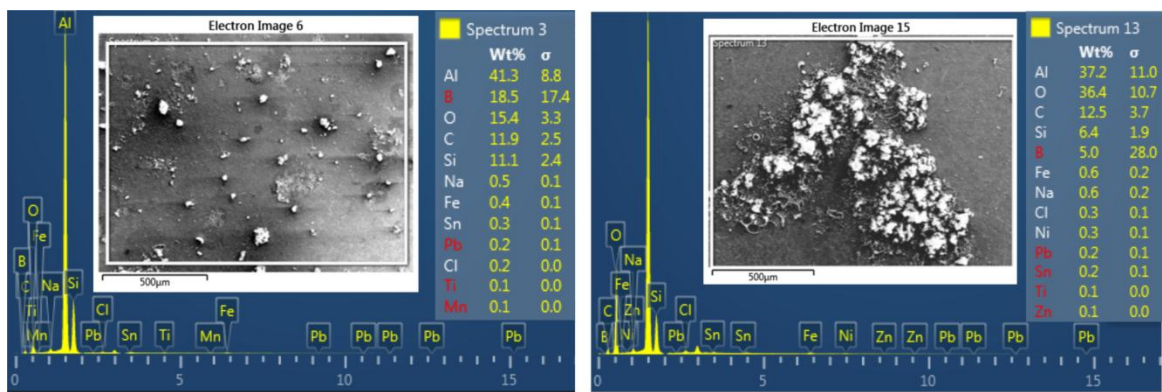 Electron Image 6
Spectrum 3
500µm
Spectrum 3
Wt% σ
Al 41.3 8.8
B 18.5 17.4
O 15.4 3.3
C 11.9 2.5
Si 11.1 2.4
Na 0.5 0.1
Fe 0.4 0.1
Sn 0.3 0.1
Pb 0.2 0.1
Cl 0.2 0.0
Ti 0.1 0.0
Mn 0.1 0.0
Al
O
Fe
B
C Na Si
Ti Cl Fe
Mn Pb Sn Ti Mn Pb Pb Pb Pb Pb
0 5 10 15
Electron Image 15
Spectrum 13
500µm
Spectrum 13
Wt% σ
Al 37.2 11.0
O 36.4 10.7
C 12.5 3.7
Si 6.4 1.9
B 5.0 28.0
Fe 0.6 0.2
Na 0.6 0.2
Cl 0.3 0.1
Ni 0.3 0.1
Pb 0.2 0.1
Sn 0.2 0.1
Ti 0.1 0.0
Zn 0.1 0.0
O
Na
Fe Si
C Zn Cl
B Ni Pb Sn Sn Fe Ni Zn Zn Pb Pb Pb Pb
0 5 10 15